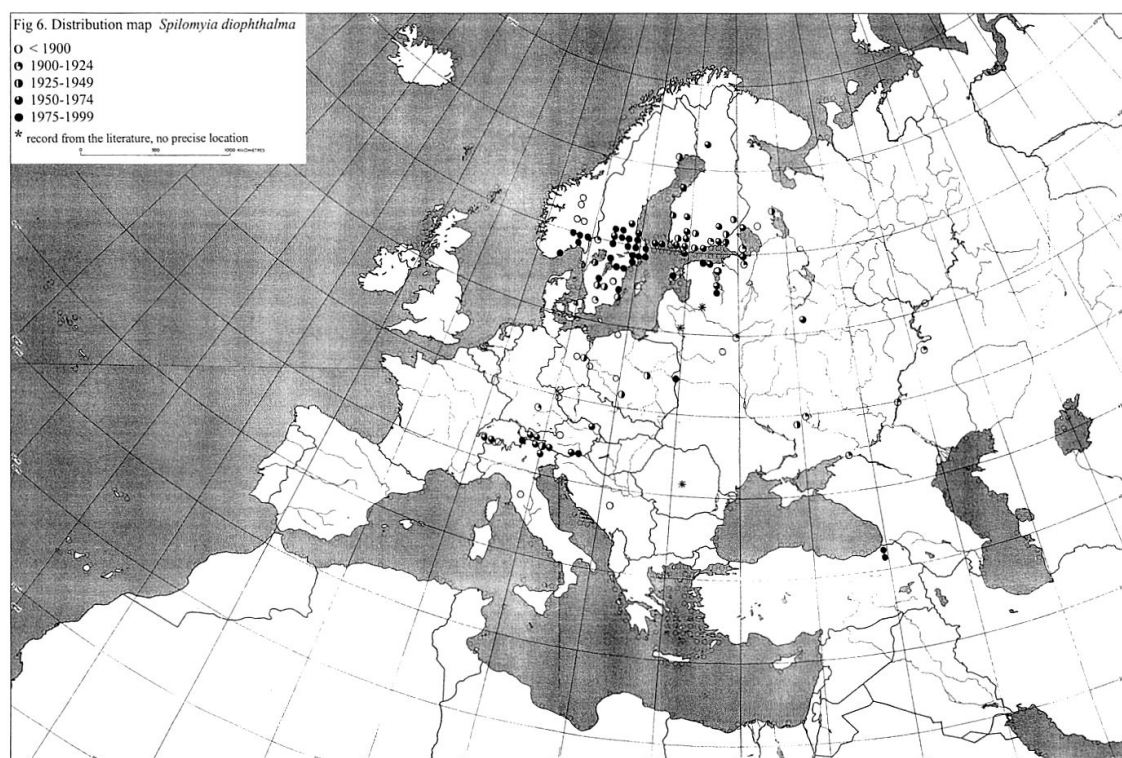 Fig 6. Distribution map Spilomyia diophthalma
< 1900
1900-1924
1925-1949
1950-1974
1975-1999
* record from the literature, no precise location
0 500 1000 KILOMETRES